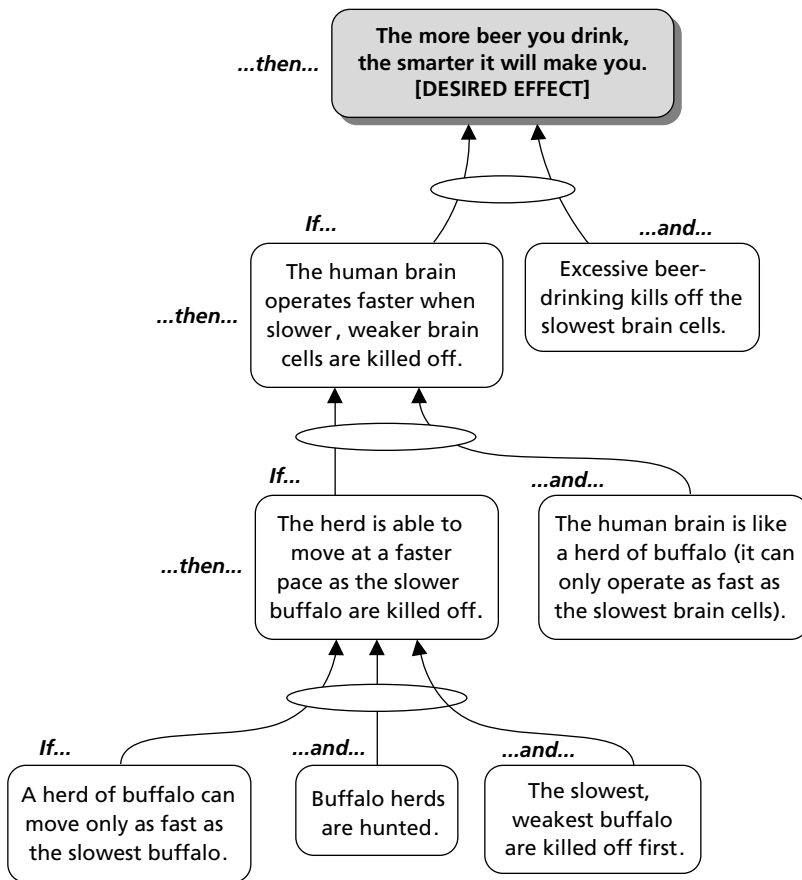 The more beer you drink,
the smarter it will make you.
[DESIRED EFFECT]
...then...
If...
...and...
The human brain
operates faster when
slower, weaker brain
cells are killed off.
Excessive beer-
drinking kills off the
slowest brain cells.
...then...
If...
...and...
The herd is able to
move at a faster
pace as the slower
buffalo are killed off.
The human brain is like
a herd of buffalo (it can
only operate as fast as
the slowest brain cells).
...then...
If...
...and...
...and...
A herd of buffalo can
move only as fast as
the slowest buffalo.
Buffalo herds
are hunted.
The slowest,
weakest buffalo
are killed off first.